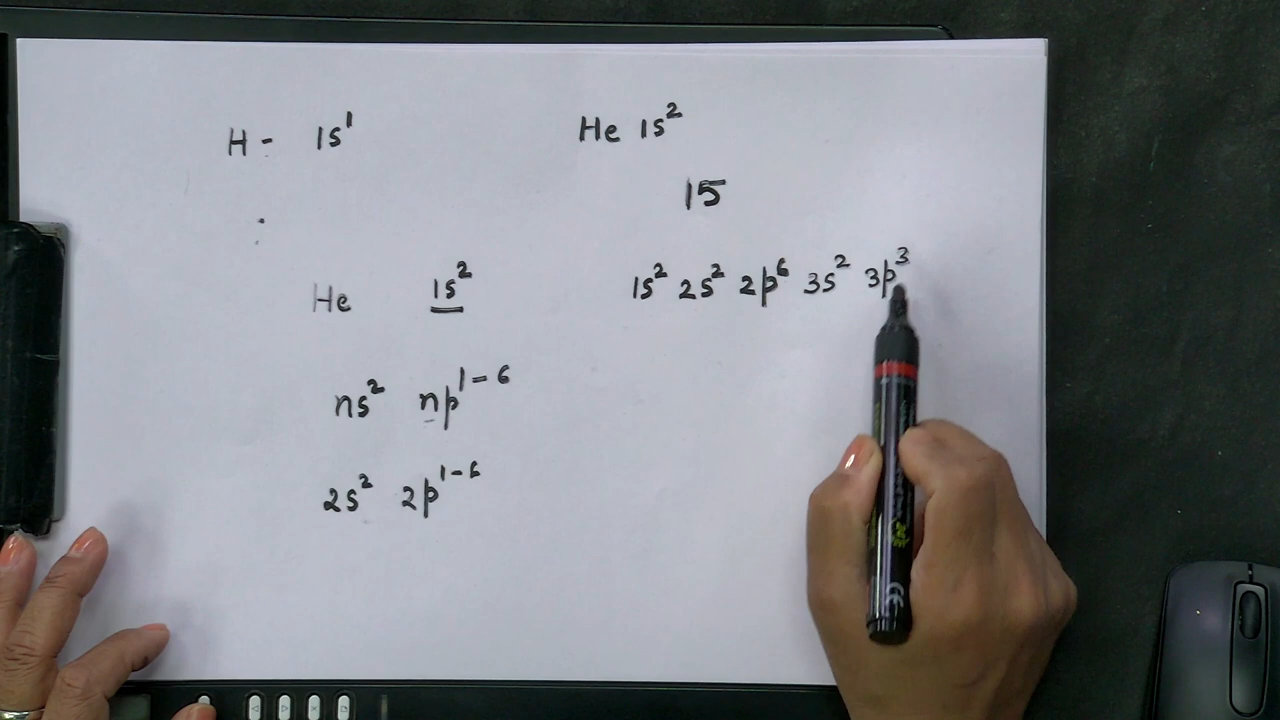 H - 1s¹
He 1s²
15
He 1s²
1s² 2s² 2p⁶ 3s² 3p³
ns² np¹⁻⁶
2s² 2p¹⁻⁶